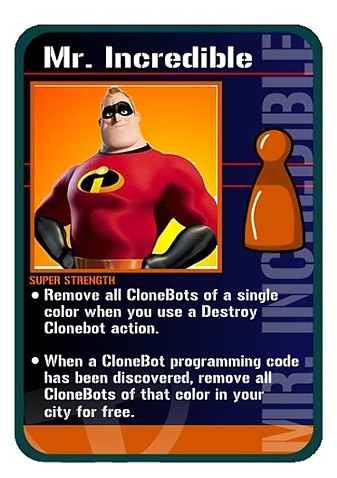 Mr. Incredible
MR. INCREDIBLE
SUPER STRENGTH
• Remove all CloneBots of a single
color when you use a Destroy
Clonebot action.
• When a CloneBot programming code
has been discovered, remove all
CloneBots of that color in your
city for free.